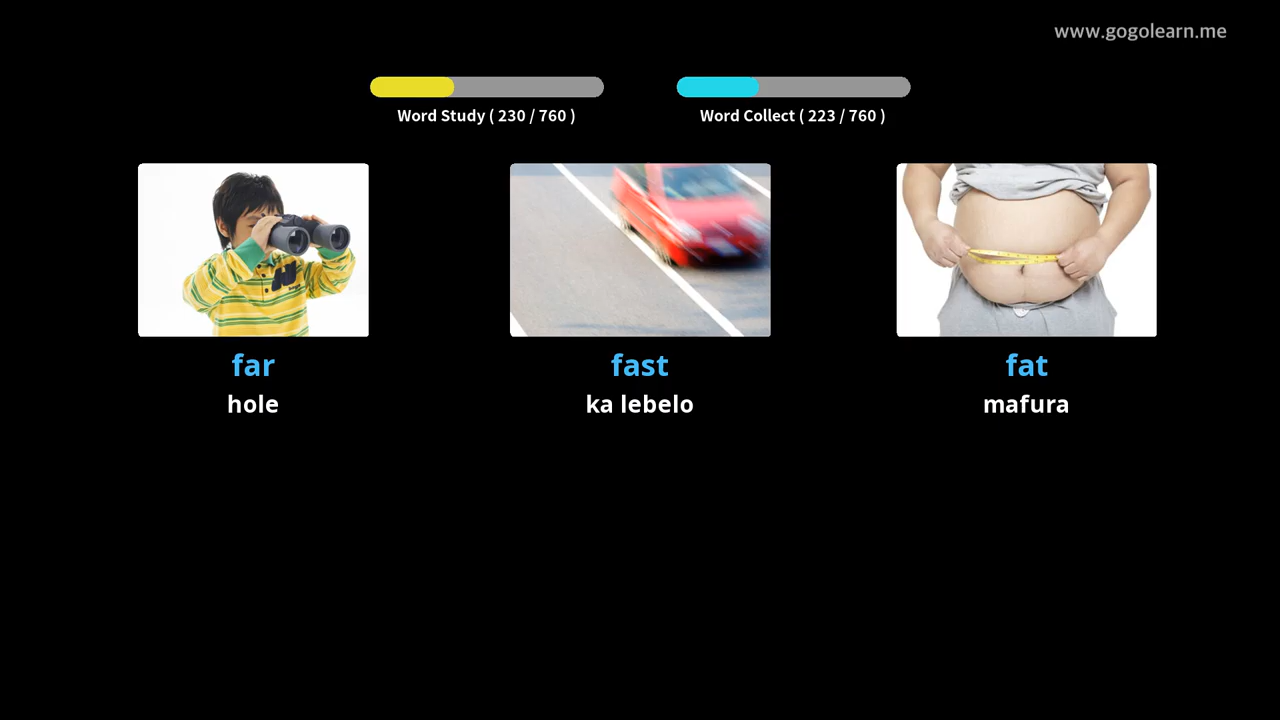 www.gogolearn.me
Word Study ( 230 / 760 )
Word Collect ( 223 / 760 )
far
fast
fat
hole
ka lebelo
mafura